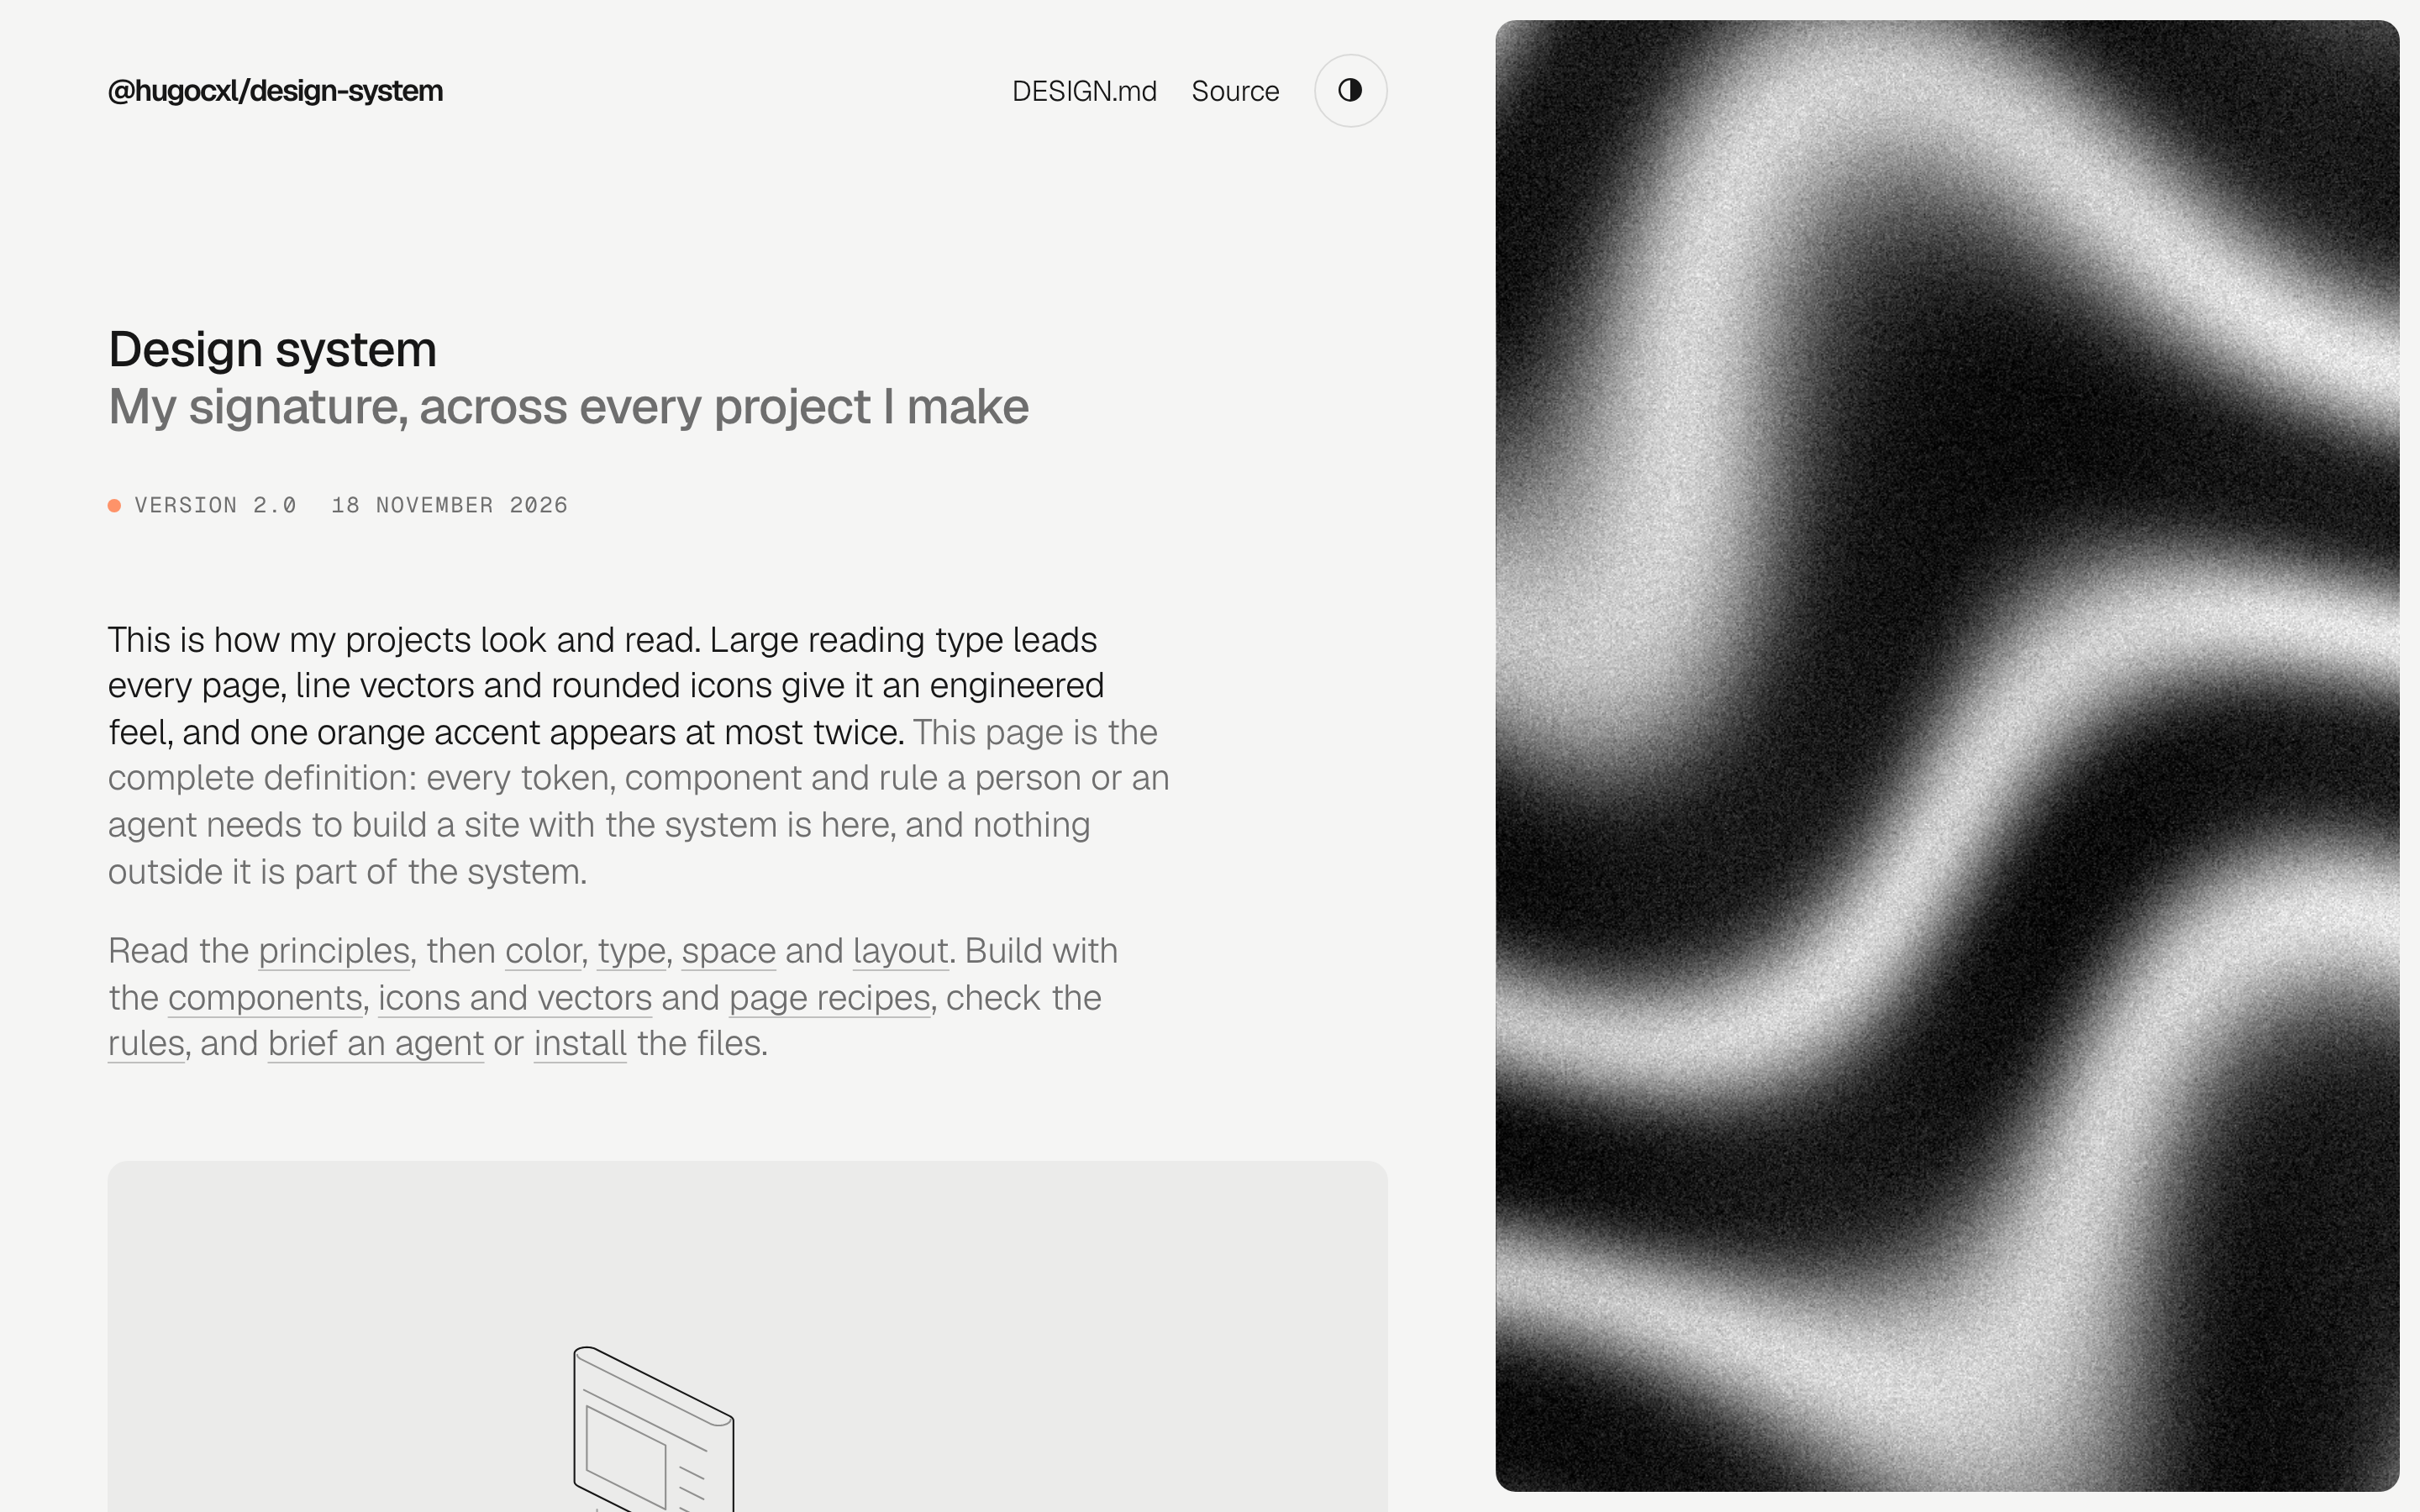 @hugocxl/design-system
DESIGN.md Source
Design system
My signature, across every project I make
VERSION 2.0 18 NOVEMBER 2026
This is how my projects look and read. Large reading type leads
every page, line vectors and rounded icons give it an engineered
feel, and one orange accent appears at most twice. This page is the
complete definition: every token, component and rule a person or an
agent needs to build a site with the system is here, and nothing
outside it is part of the system.
Read the principles, then color, type, space and layout. Build with
the components, icons and vectors and page recipes, check the
rules, and brief an agent or install the files.